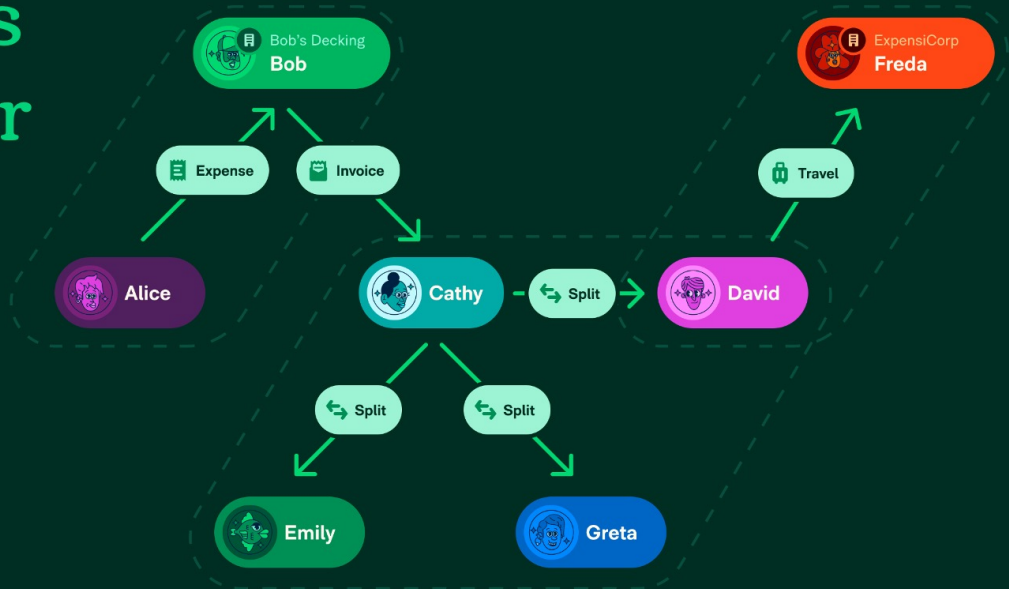 s
r
Bob's Decking
Bob
ExpensiCorp
Freda
Expense
Invoice
Travel
Alice
Cathy
Split
David
Split
Split
Emily
Greta